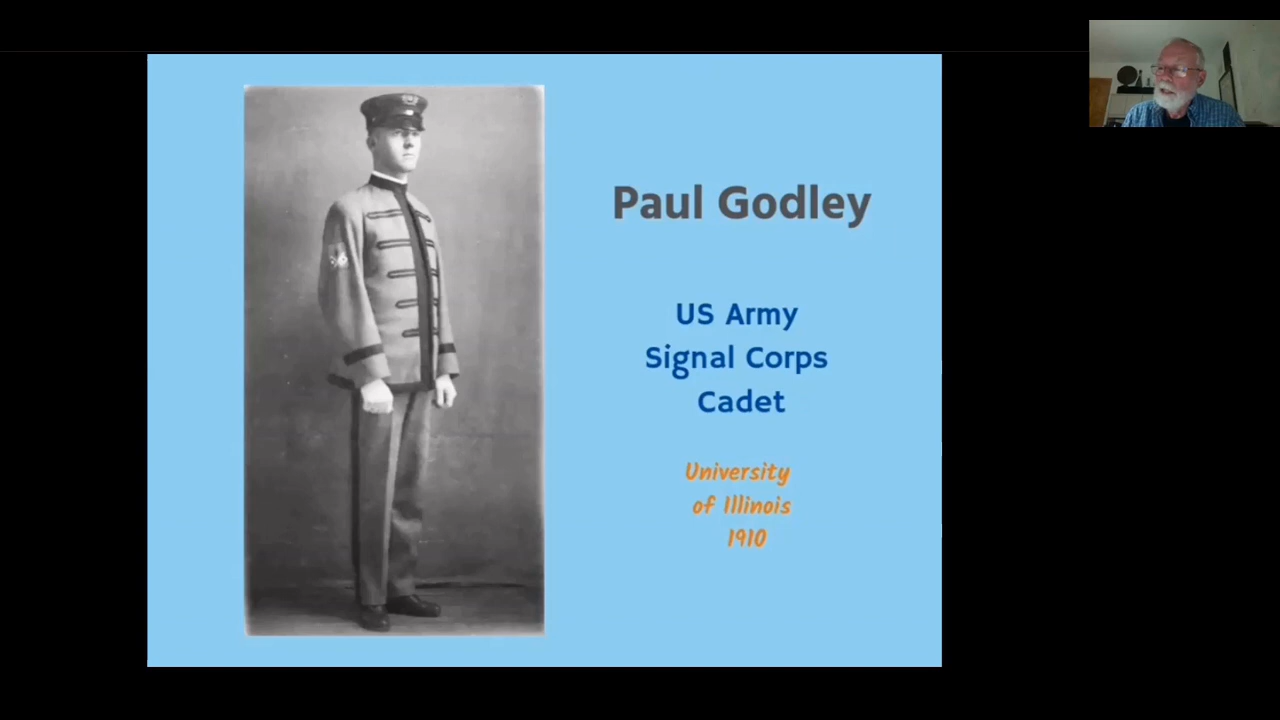 Paul Godley
US Army
Signal Corps
Cadet
University
of Illinois
1910